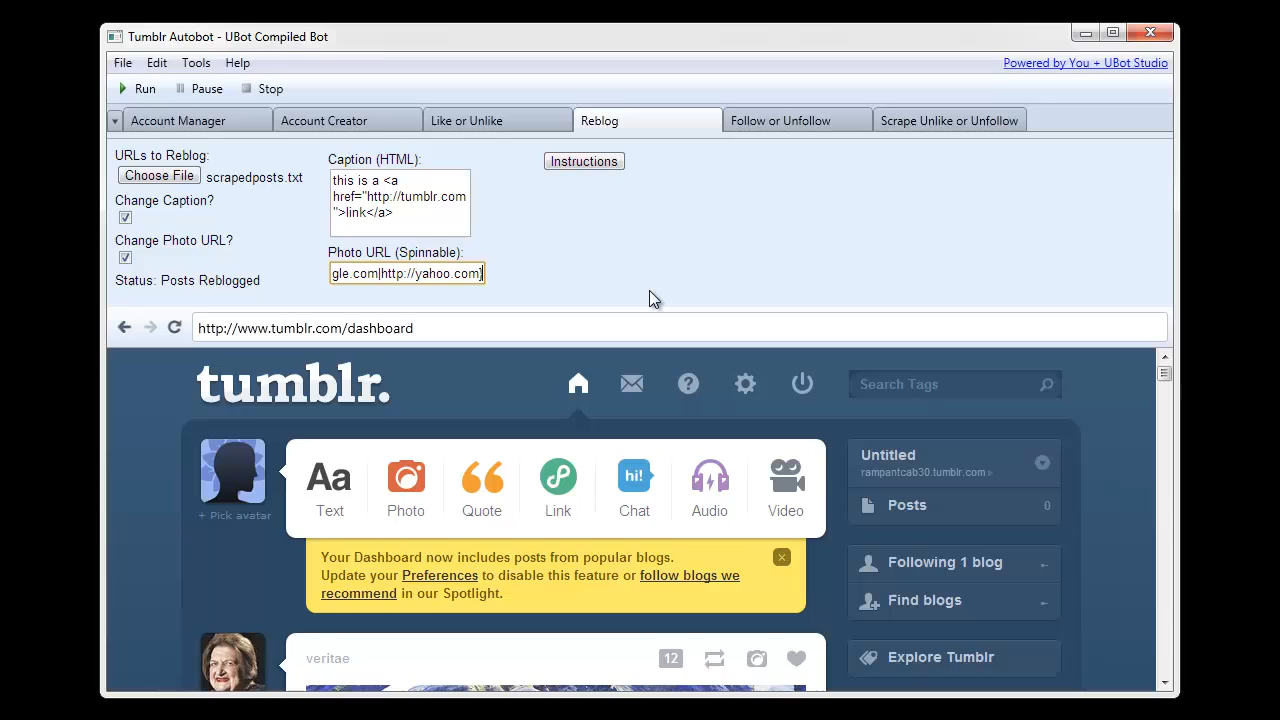 Tumblr Autobot - UBot Compiled Bot
File Edit Tools Help Powered by You + UBot Studio
Run Pause Stop
Account Manager Account Creator Like or Unlike Reblog Follow or Unfollow Scrape Unlike or Unfollow
URLs to Reblog:
Choose File scrapedposts.txt
Change Caption?
Change Photo URL?
Status: Posts Reblogged
Caption (HTML):
this is a <a
href="http://tumblr.com
">link</a>
Photo URL (Spinnable):
gle.com|http://yahoo.com}
Instructions
http://www.tumblr.com/dashboard
tumblr.
Search Tags
+ Pick avatar
Aa
hi!
Text Photo Quote Link Chat Audio Video
Your Dashboard now includes posts from popular blogs.
Update your Preferences to disable this feature or follow blogs we
recommend in our Spotlight.
Untitled
rampantcab30.tumblr.com
Posts 0
Following 1 blog
Find blogs
Explore Tumblr
veritae 12